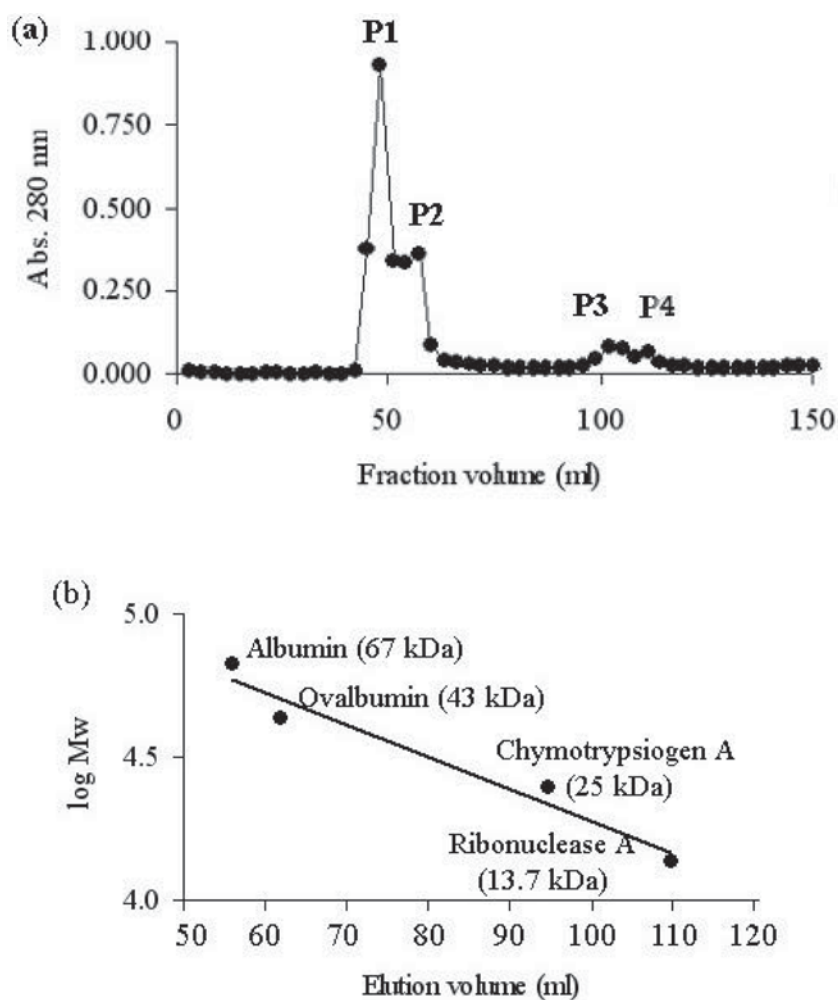 (a)
P1
P2
P3
P4
1.000
0.750
0.500
0.250
0.000
Abs. 280 nm
0
50
100
150
Fraction volume (ml)
(b)
5.0
4.5
4.0
log Mw
Albumin (67 kDa)
Ovalbumin (43 kDa)
Chymotrypsiogen A
(25 kDa)
Ribonuclease A
(13.7 kDa)
50
60
70
80
90
100
110
120
Elution volume (ml)